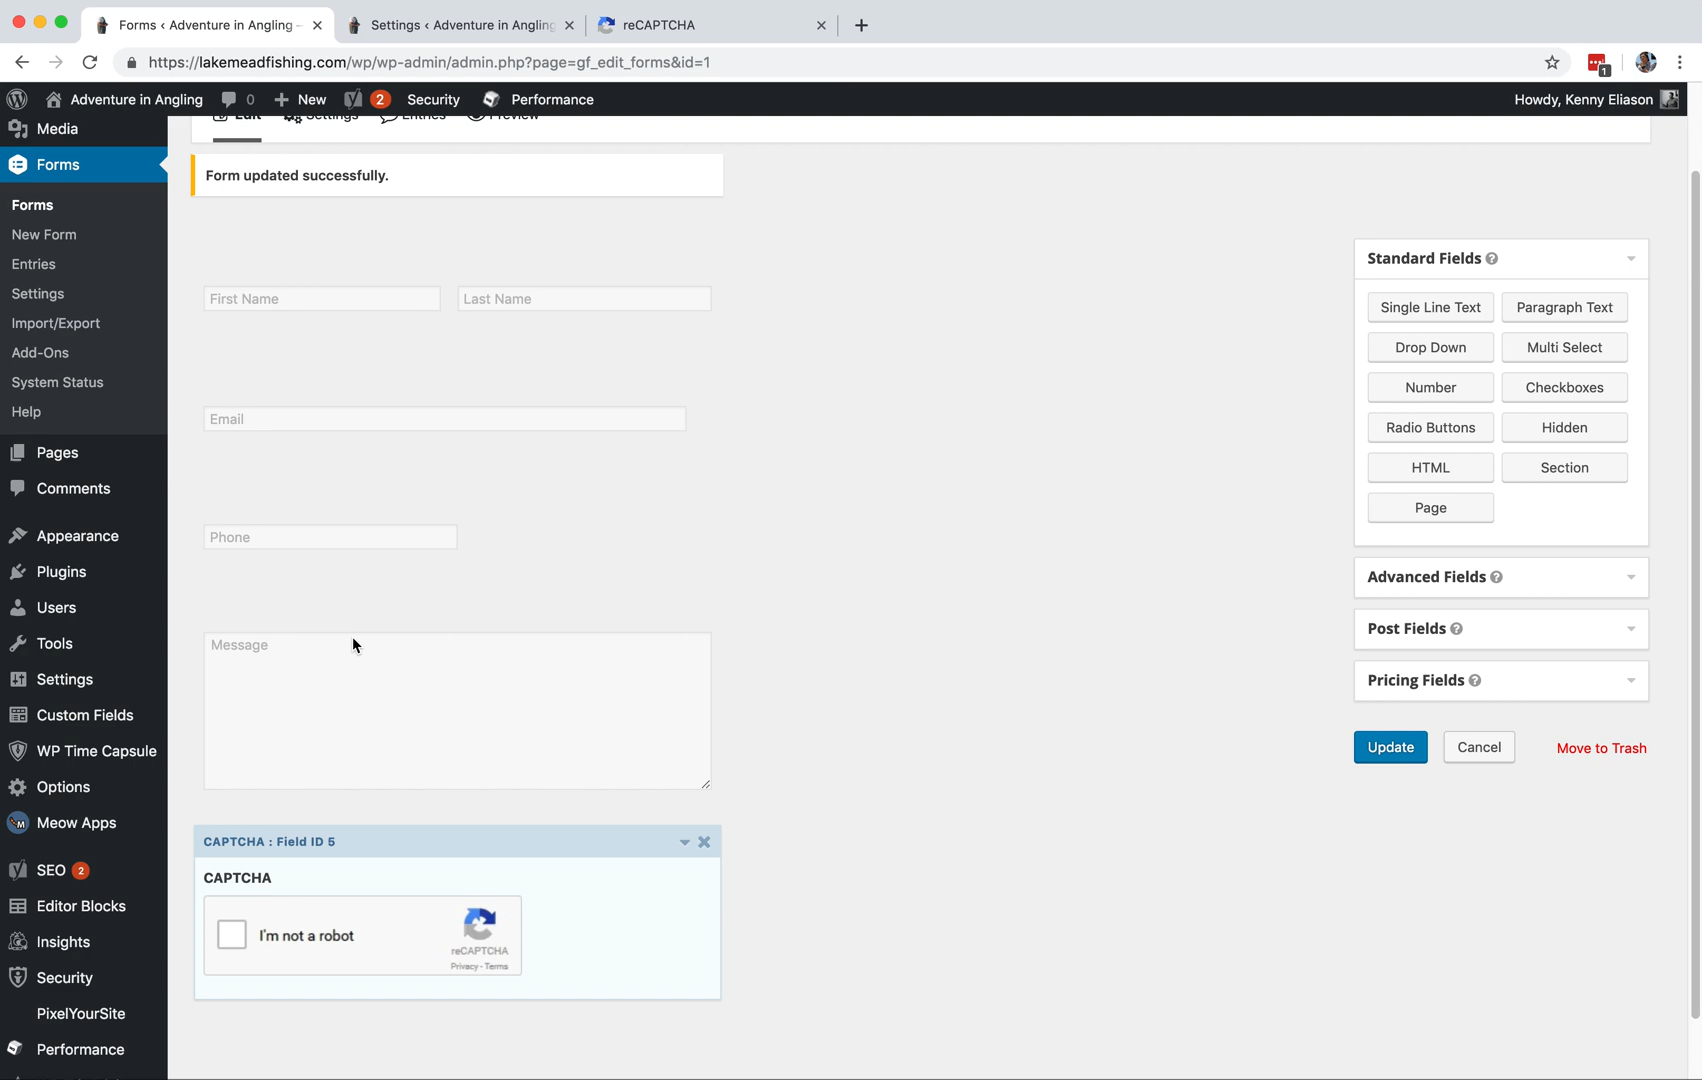 Forms ‹ Adventure in Angling –
Settings ‹ Adventure in Angling
reCAPTCHA
https://lakemeadfishing.com/wp/wp-admin/admin.php?page=gf_edit_forms&id=1
1
Adventure in Angling
0
New
2
Security
Performance
Howdy, Kenny Eliason
Edit
Settings
Entries
Preview
Media
Forms
Forms
New Form
Entries
Settings
Import/Export
Add-Ons
System Status
Help
Pages
Comments
Appearance
Plugins
Users
Tools
Settings
Custom Fields
WP Time Capsule
Options
Meow Apps
SEO 2
Editor Blocks
Insights
Security
PixelYourSite
Performance
Form updated successfully.
First Name
Last Name
Email
Phone
Message
CAPTCHA : Field ID 5
CAPTCHA
I'm not a robot
reCAPTCHA
Privacy - Terms
Standard Fields ?
Single Line Text
Paragraph Text
Drop Down
Multi Select
Number
Checkboxes
Radio Buttons
Hidden
HTML
Section
Page
Advanced Fields ?
Post Fields ?
Pricing Fields ?
Update
Cancel
Move to Trash